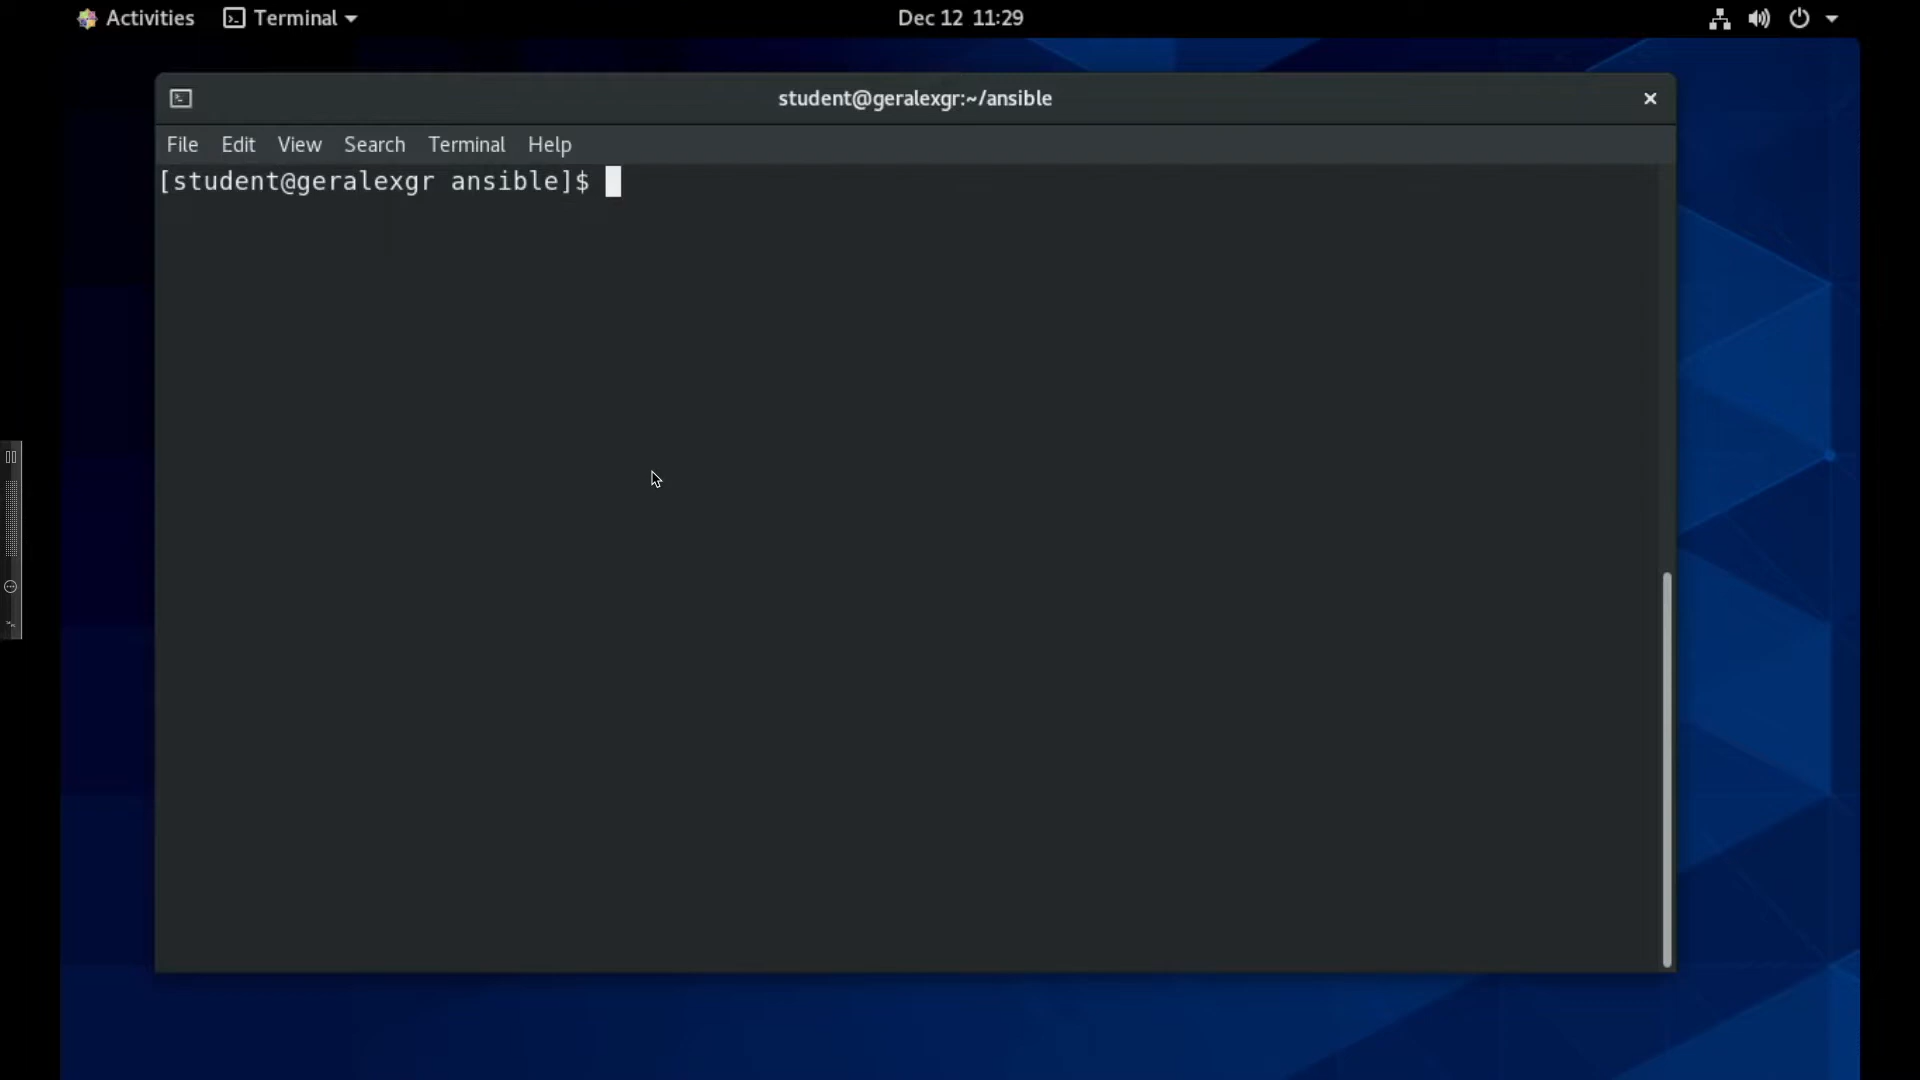 Activities Terminal Dec 12 11:29
student@geralexgr:~/ansible
File Edit View Search Terminal Help
[student@geralexgr ansible]$